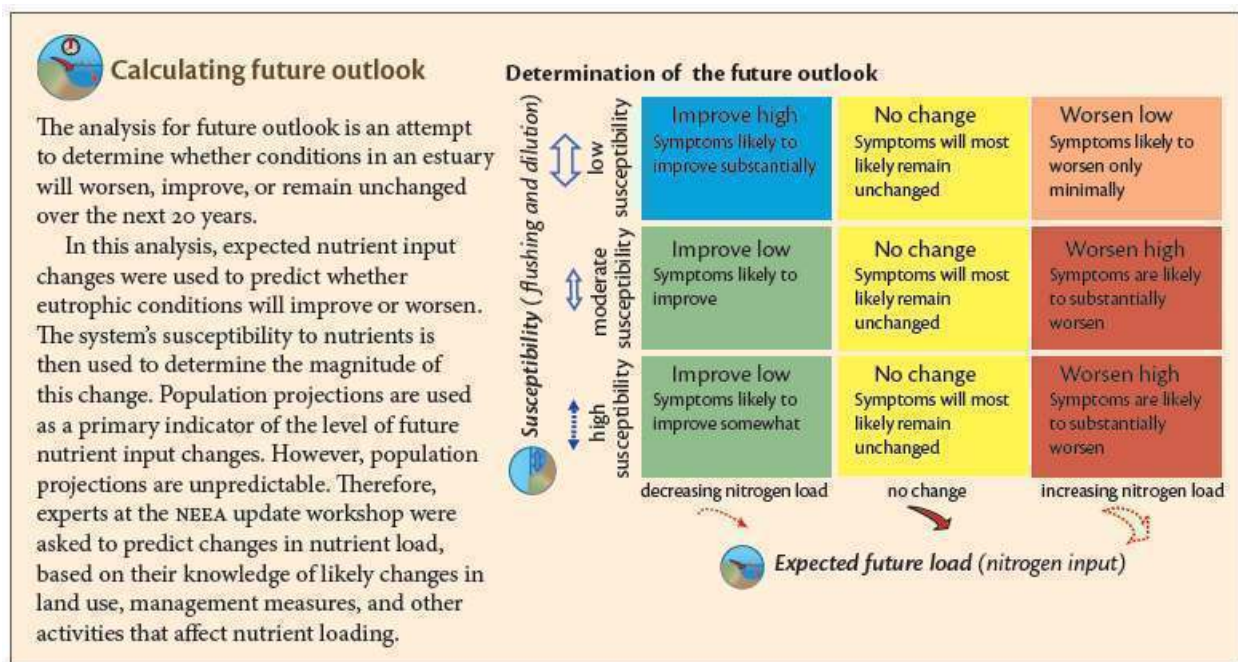 Calculating future outlook
The analysis for future outlook is an attempt
to determine whether conditions in an estuary
will worsen, improve, or remain unchanged
over the next 20 years.
In this analysis, expected nutrient input
changes were used to predict whether
eutrophic conditions will improve or worsen.
The system's susceptibility to nutrients is
then used to determine the magnitude of
this change. Population projections are used
as a primary indicator of the level of future
nutrient input changes. However, population
projections are unpredictable. Therefore,
experts at the NEEA update workshop were
asked to predict changes in nutrient load,
based on their knowledge of likely changes in
land use, management measures, and other
activities that affect nutrient loading.
Determination of the future outlook
Susceptibility (flushing and dilution)
low
susceptibility
Improve high
Symptoms likely to
improve substantially
No change
Symptoms will most
likely remain
unchanged
Worsen low
Symptoms likely to
worsen only
minimally
moderate
susceptibility
Improve low
Symptoms likely to
improve
No change
Symptoms will most
likely remain
unchanged
Worsen high
Symptoms are likely
to substantially
worsen
high
susceptibility
Improve low
Symptoms likely to
improve somewhat
No change
Symptoms will most
likely remain
unchanged
Worsen high
Symptoms are likely
to substantially
worsen
decreasing nitrogen load
no change
increasing nitrogen load
Expected future load (nitrogen input)